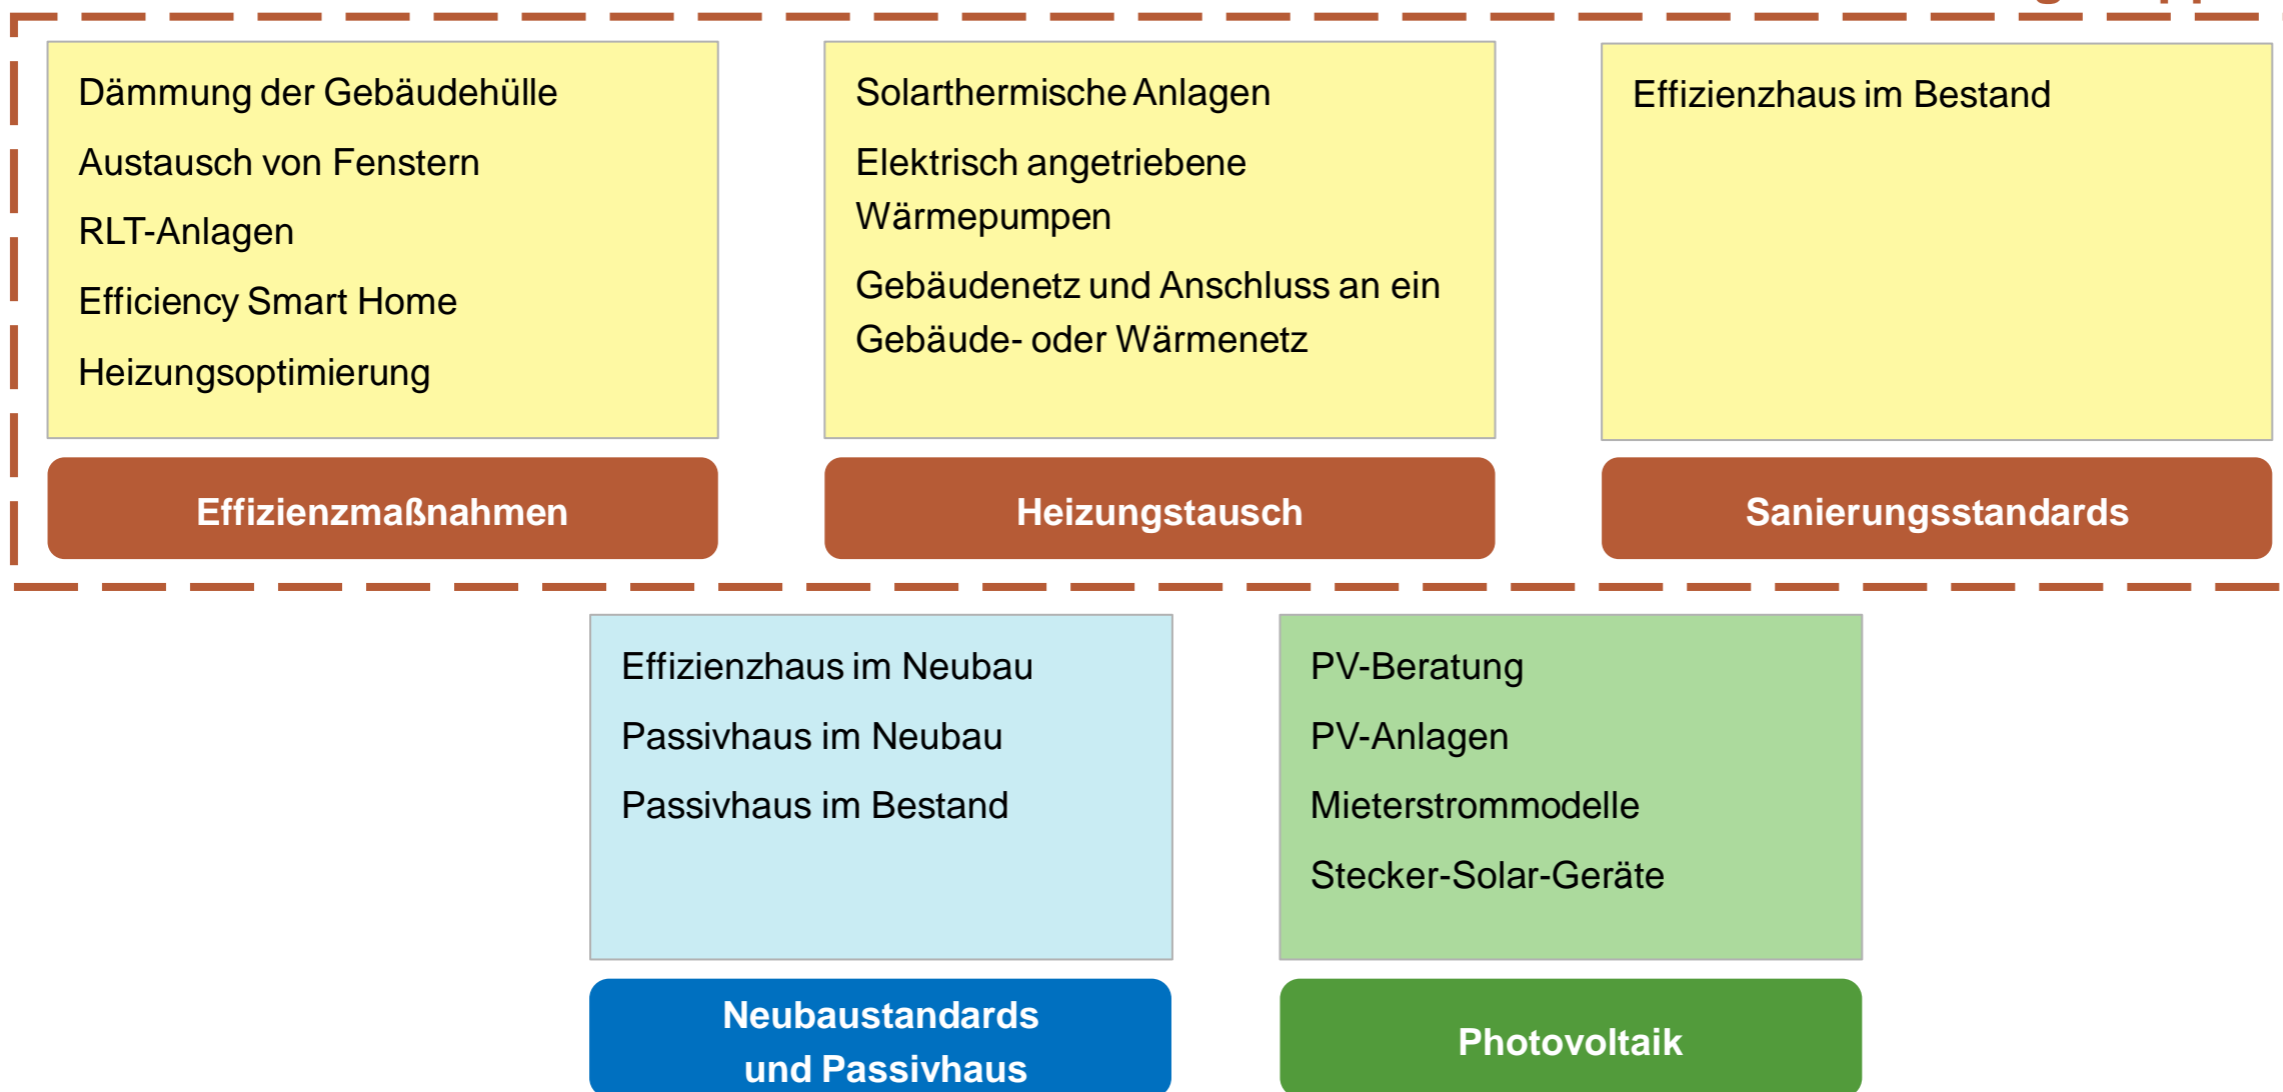 Dämmung der Gebäudehülle
Austausch von Fenstern
RLT-Anlagen
Efficiency Smart Home
Heizungsoptimierung
Effizienzmaßnahmen
Solarthermische Anlagen
Elektrisch angetriebene
Wärmepumpen
Gebäudenetz und Anschluss an ein
Gebäude- oder Wärmenetz
Heizungstausch
Effizienzhaus im Bestand
Sanierungsstandards
Effizienzhaus im Neubau
Passivhaus im Neubau
Passivhaus im Bestand
Neubaustandards
und Passivhaus
PV-Beratung
PV-Anlagen
Mieterstrommodelle
Stecker-Solar-Geräte
Photovoltaik